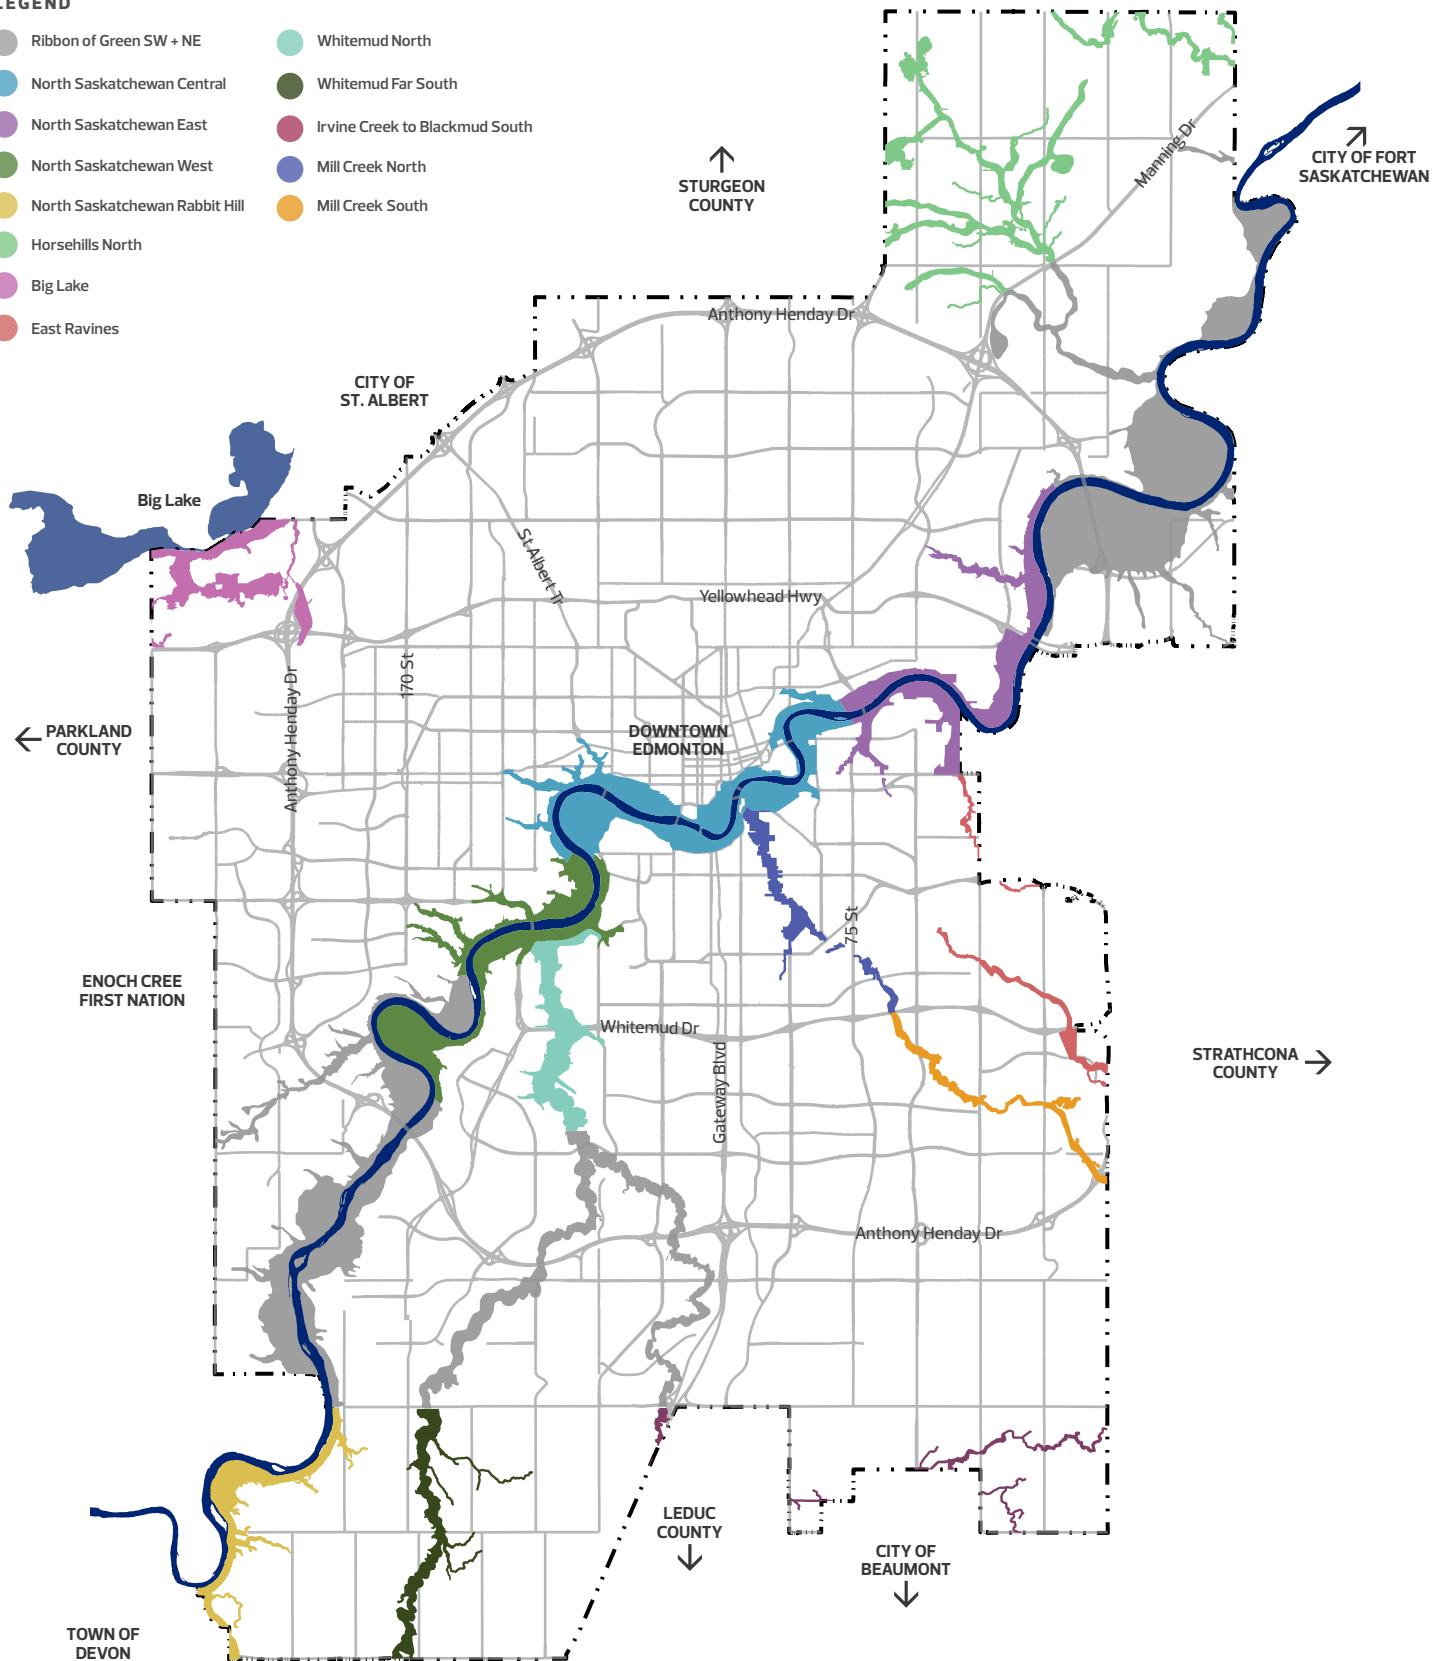 LEGEND
Ribbon of Green SW + NE
North Saskatchewan Central
North Saskatchewan East
North Saskatchewan West
North Saskatchewan Rabbit Hill
Horsehills North
Big Lake
East Ravines
Whitemud North
Whitemud Far South
Irvine Creek to Blackmud South
Mill Creek North
Mill Creek South
Manning Dr
CITY OF FORT
SASKATCHEWAN
STURGEON
COUNTY
Anthony Henday Dr
CITY OF
ST. ALBERT
Big Lake
St Albert Tr
Yellowhead Hwy
170 St
Anthony Henday Dr
PARKLAND
COUNTY
DOWNTOWN
EDMONTON
75 St
ENOCH CREE
FIRST NATION
Whitemud Dr
Gateway Blvd
STRATHCONA
COUNTY
Anthony Henday Dr
LEDUC
COUNTY
CITY OF
BEAUMONT
TOWN OF
DEVON